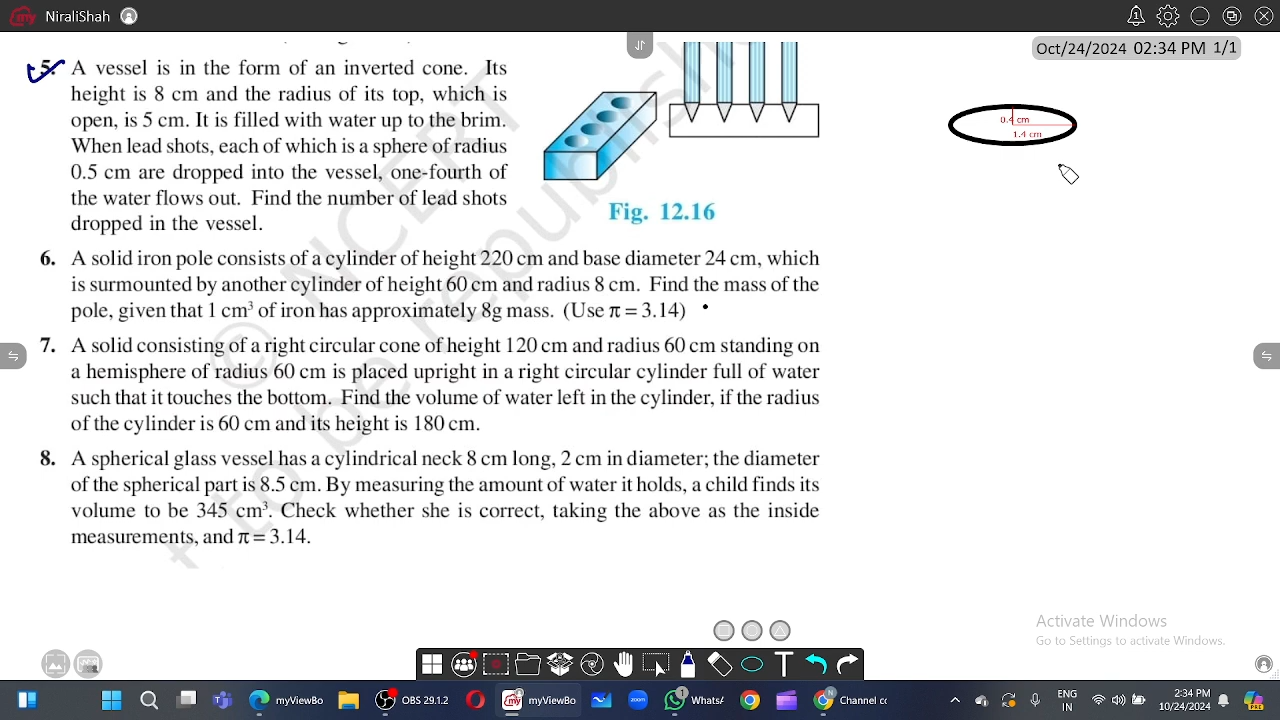 my NiraliShah
Oct/24/2024 02:34 PM 1/1
5. A vessel is in the form of an inverted cone. Its
height is 8 cm and the radius of its top, which is
open, is 5 cm. It is filled with water up to the brim.
When lead shots, each of which is a sphere of radius
0.5 cm are dropped into the vessel, one-fourth of
the water flows out. Find the number of lead shots
dropped in the vessel.
Fig. 12.16
0.4 cm
1.4 cm
6. A solid iron pole consists of a cylinder of height 220 cm and base diameter 24 cm, which
is surmounted by another cylinder of height 60 cm and radius 8 cm. Find the mass of the
pole, given that 1 cm³ of iron has approximately 8g mass. (Use π = 3.14)
7. A solid consisting of a right circular cone of height 120 cm and radius 60 cm standing on
a hemisphere of radius 60 cm is placed upright in a right circular cylinder full of water
such that it touches the bottom. Find the volume of water left in the cylinder, if the radius
of the cylinder is 60 cm and its height is 180 cm.
8. A spherical glass vessel has a cylindrical neck 8 cm long, 2 cm in diameter; the diameter
of the spherical part is 8.5 cm. By measuring the amount of water it holds, a child finds its
volume to be 345 cm³. Check whether she is correct, taking the above as the inside
measurements, and π = 3.14.
© NCERT
be republish
Activate Windows
Go to Settings to activate Windows.
T
myViewBo
OBS 29.12
myViewBo
zoom
1
WhatsA
N
Channel cc
ENG
IN
2:34 PM
10/24/2024